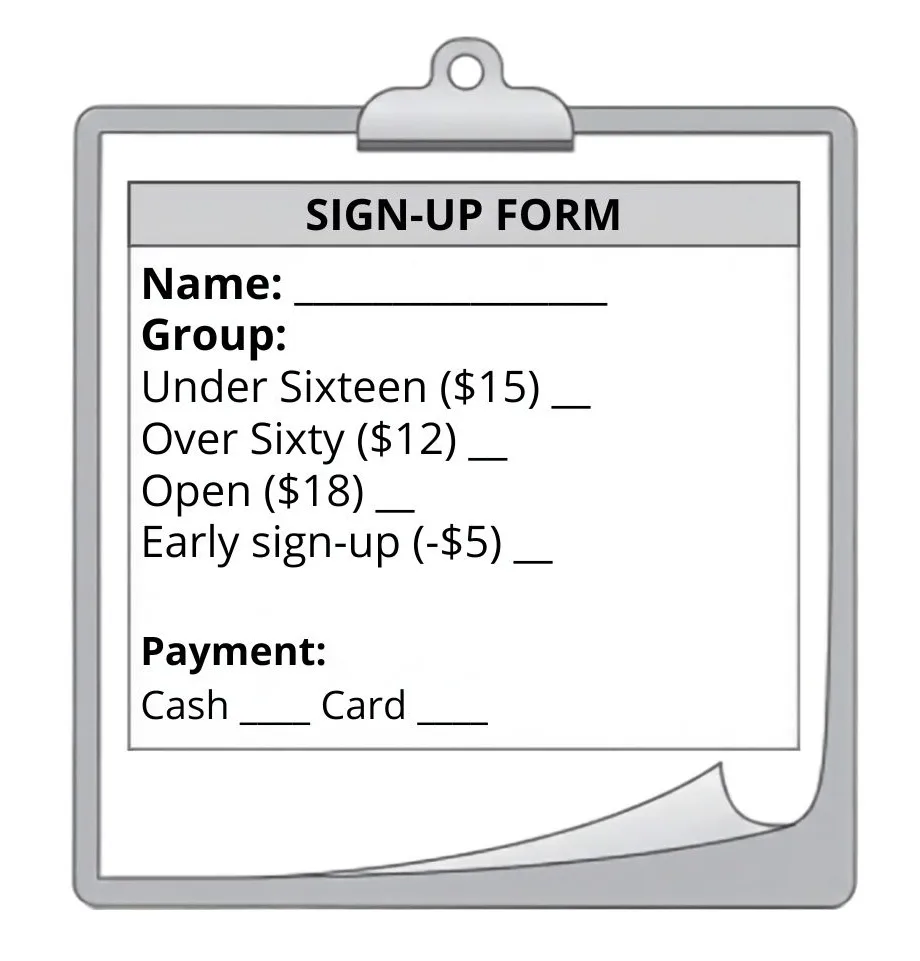 SIGN-UP FORM
Name: ________________
Group:
Under Sixteen ($15) __
Over Sixty ($12) __
Open ($18) __
Early sign-up (-$5) __
Payment:
Cash ____ Card ____